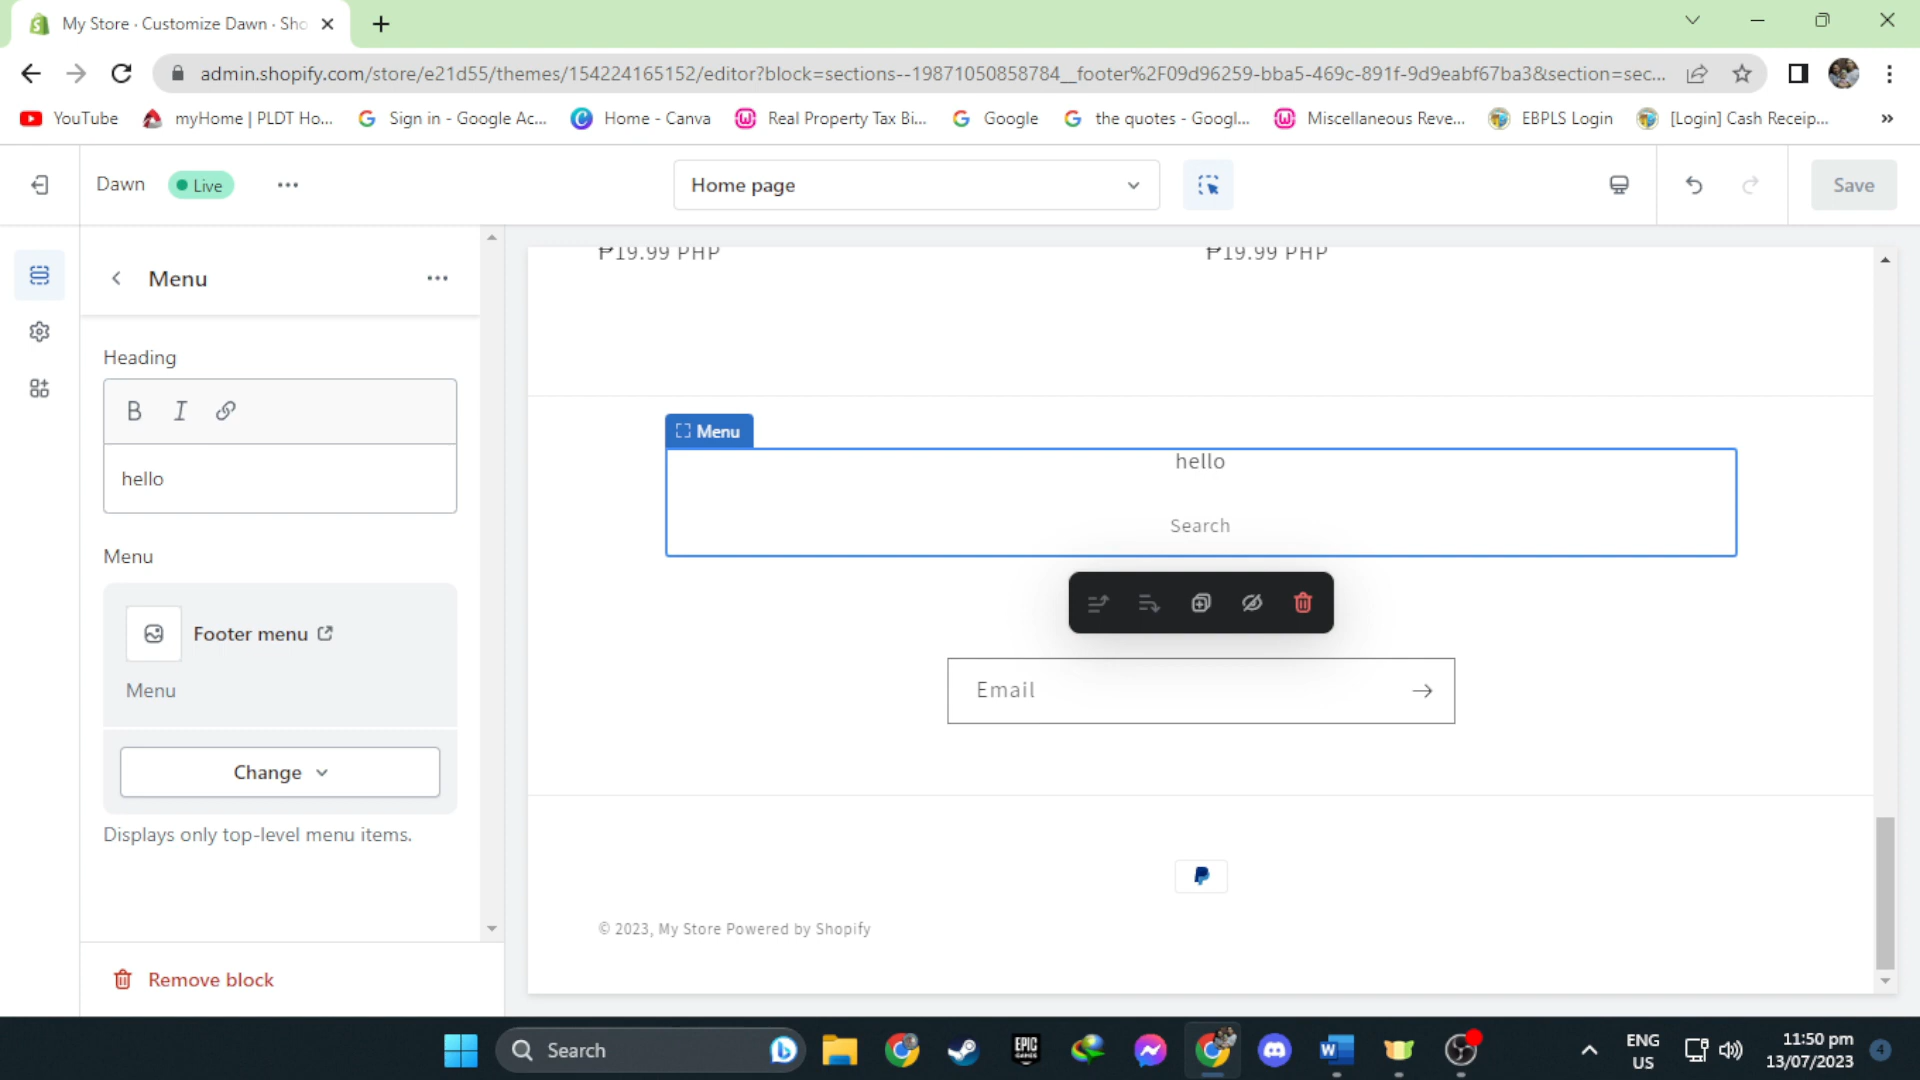 My Store · Customize Dawn · Sho
admin.shopify.com/store/e21d55/themes/154224165152/editor?block=sections--19871050858784__footer%2F09d96259-bba5-469c-891f-9d9eabf67ba3&section=sec...
YouTube
myHome | PLDT Ho...
Sign in - Google Ac...
Home - Canva
Real Property Tax Bi...
Google
the quotes - Googl...
Miscellaneous Reve...
EBPLS Login
[Login] Cash Receip...
»
Dawn
Live
Home page
Save
Menu
Heading
B I
hello
Menu
Footer menu
Menu
Change
Displays only top-level menu items.
Remove block
₱19.99 PHP
₱19.99 PHP
Menu
hello
Search
Email
© 2023, My Store Powered by Shopify
Search
EPIC
GAMES
W
ENG
US
11:50 pm
13/07/2023
4